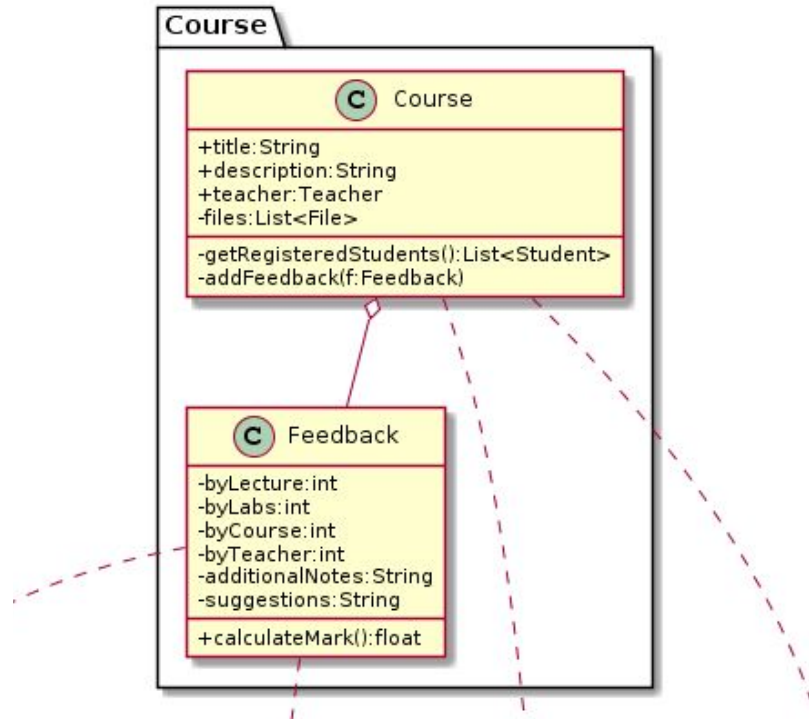 Course
C Course
+title:String
+description:String
+teacher:Teacher
-files:List<File>
-getRegisteredStudents():List<Student>
-addFeedback(f:Feedback)
C Feedback
-byLecture:int
-byLabs:int
-byCourse:int
-byTeacher:int
-additionalNotes:String
-suggestions:String
+calculateMark():float